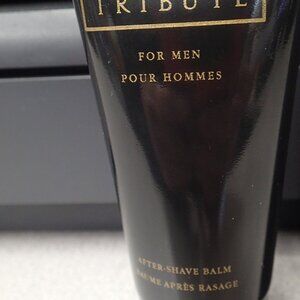 TRIBUTE
FOR MEN
POUR HOMMES
AFTER-SHAVE BALM
BAUME APRÈS RASAGE